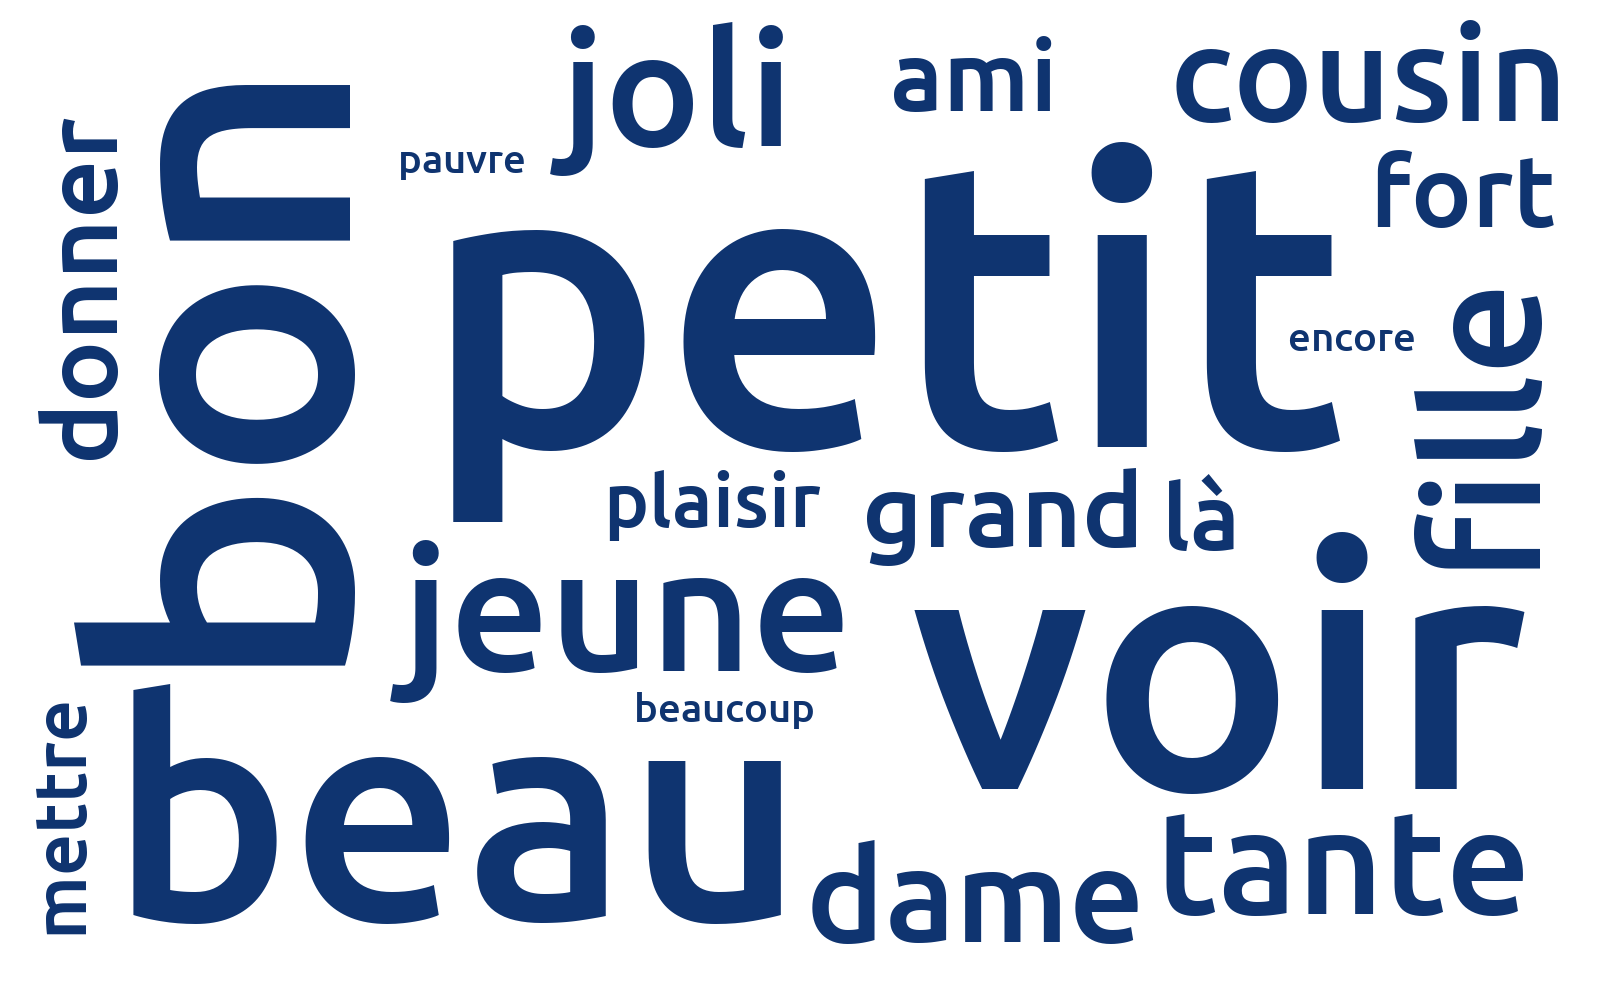 joli
ami
cousin
pauvre
fort
donner
bon
petit
encore
fille
plaisir
grand
là
jeune
voir
beaucoup
mettre
beau
dame
tante